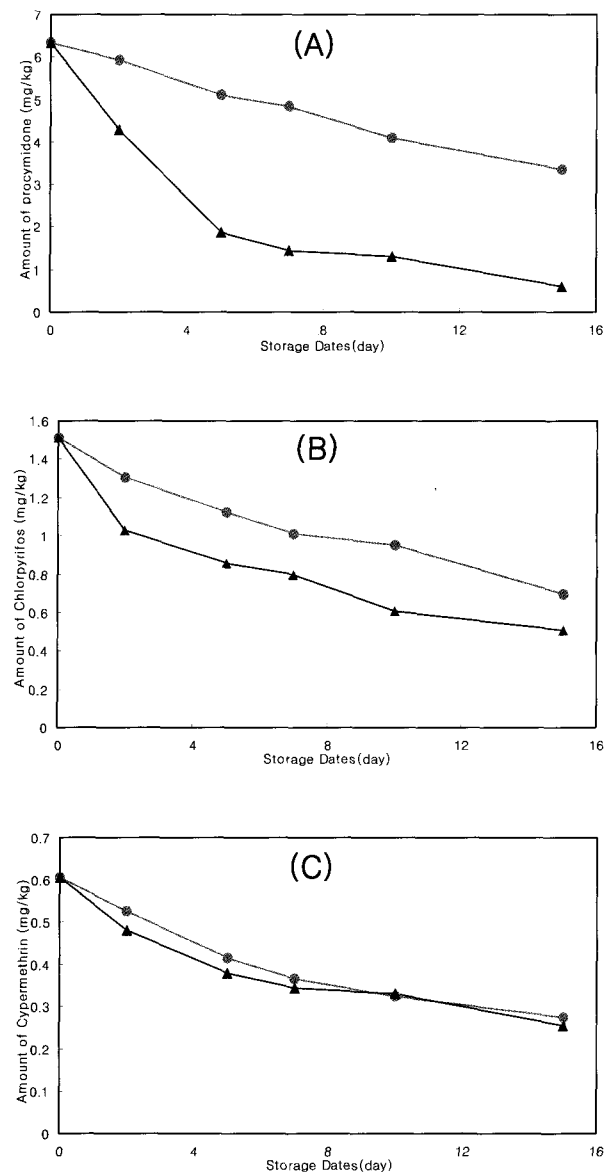 (A)
Amount of procymidone (mg/kg)
7
6
5
4
3
2
1
0
0 4 8 12 16
Storage Dates(day)
(B)
Amount of Chlorpyrifos (mg/kg)
1.6
1.4
1.2
1
0.8
0.6
0.4
0.2
0
0 4 8 12 16
Storage Dates(day)
(C)
Amount of Cypermethrin (mg/kg)
0.7
0.6
0.5
0.4
0.3
0.2
0.1
0
0 4 8 12 16
Storage Dates(day)